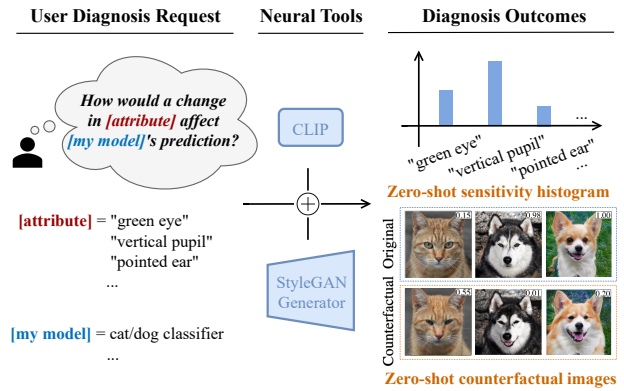 User Diagnosis Request
Neural Tools
Diagnosis Outcomes
How would a change
in [attribute] affect
[my model]'s prediction?
[attribute] = "green eye"
"vertical pupil"
"pointed ear"
...
[my model] = cat/dog classifier
...
CLIP
StyleGAN
Generator
...
"green eye"
"vertical pupil"
"pointed ear"
...
Zero-shot sensitivity histogram
Original
0.15
0.98
1.00
Counterfactual
0.55
0.01
0.20
Zero-shot counterfactual images